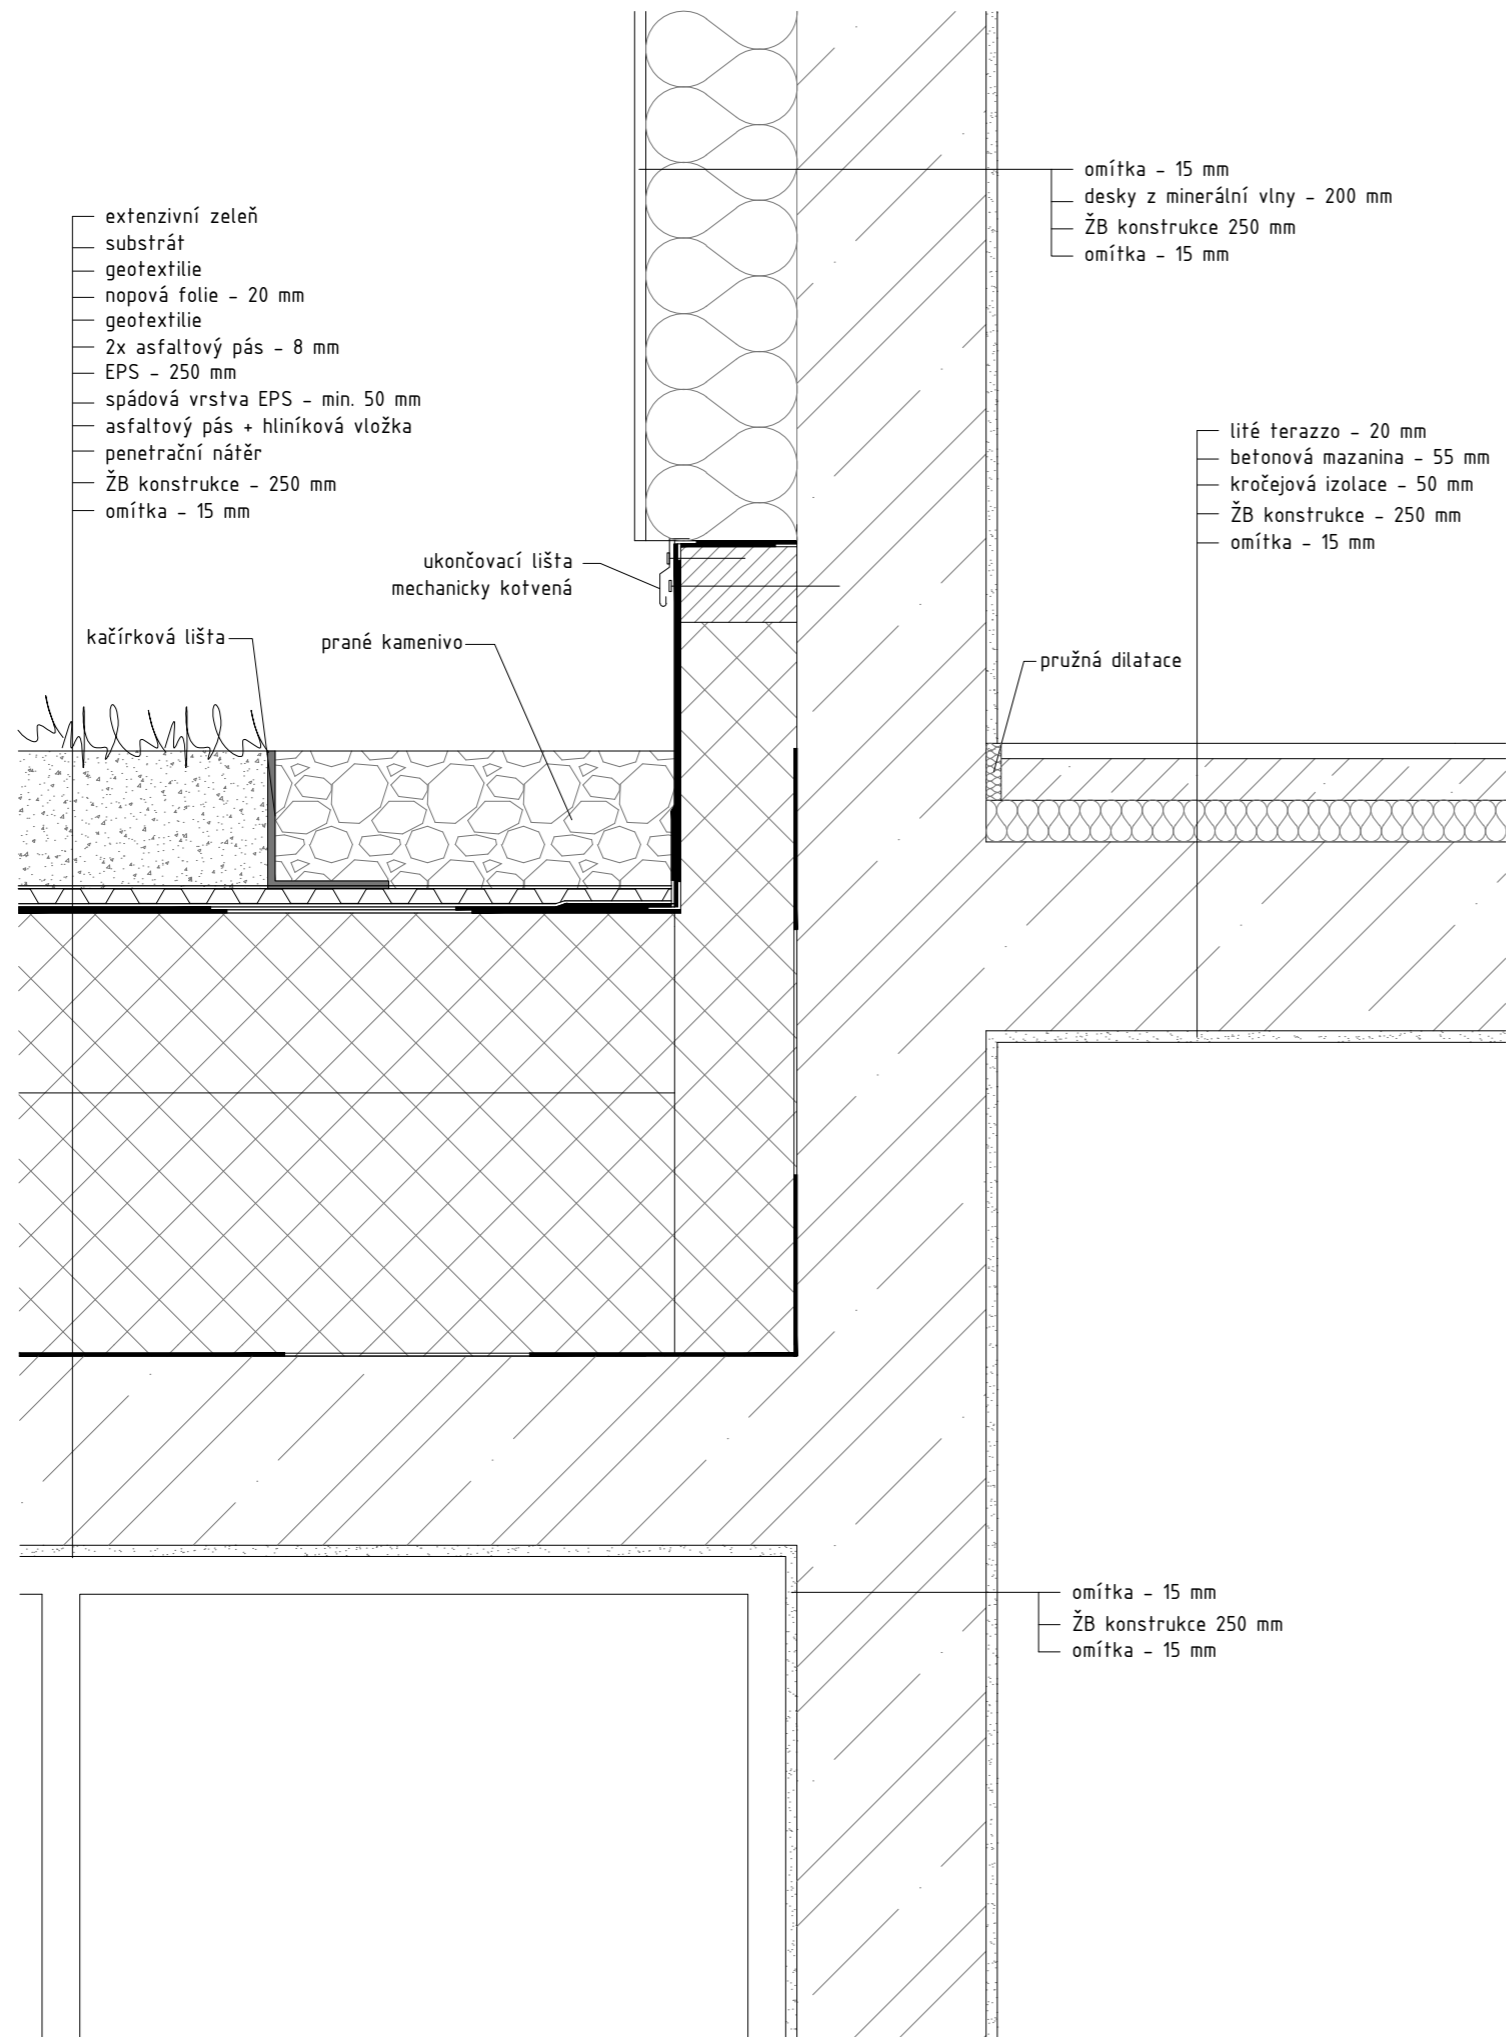 omítka - 15 mm
desky z minerální vlny - 200 mm
ŽB konstrukce 250 mm
omítka - 15 mm
extenzivní zeleň
substrát
geotextilie
nopová folie - 20 mm
geotextilie
2x asfaltový pás - 8 mm
EPS - 250 mm
spádová vrstva EPS - min. 50 mm
asfaltový pás + hliníková vložka
penetrační nátěr
ŽB konstrukce - 250 mm
omítka - 15 mm
lité terazzo - 20 mm
betonová mazanina - 55 mm
kročejová izolace - 50 mm
ŽB konstrukce - 250 mm
omítka - 15 mm
ukončovací lišta
mechanicky kotvená
kačírková lišta
prané kamenivo
pružná dilatace
omítka - 15 mm
ŽB konstrukce 250 mm
omítka - 15 mm